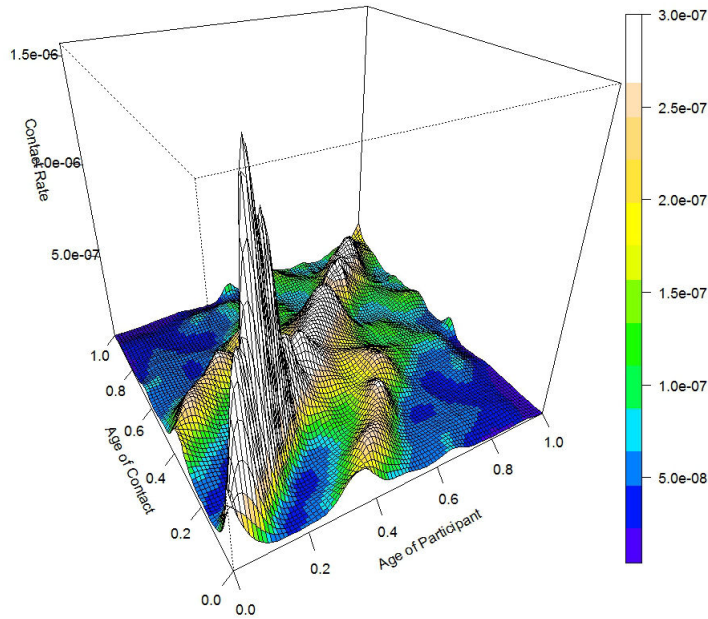 1.5e-06
1.0e-06
5.0e-07
Contact Rate
1.0
0.8
0.6
0.4
0.2
0.0
Age of Contact
0.0
0.2
0.4
0.6
0.8
1.0
Age of Participant
3.0e-07
2.5e-07
2.0e-07
1.5e-07
1.0e-07
5.0e-08